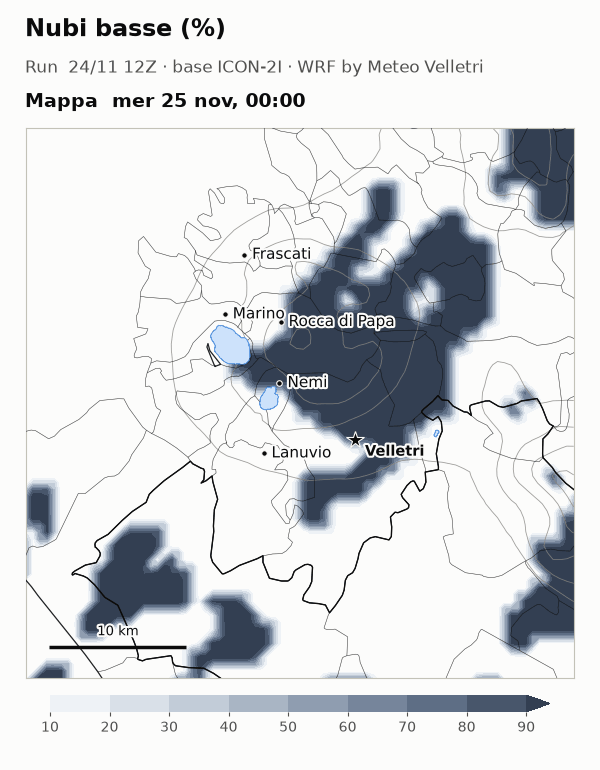 Nubi basse (%)
Run  24/11 12Z · base ICON-2I · WRF by Meteo Velletri
Mappa  mer 25 nov, 00:00
Frascati
Marino
Rocca di Papa
Nemi
Velletri
Lanuvio
10 km
10 20 30 40 50 60 70 80 90